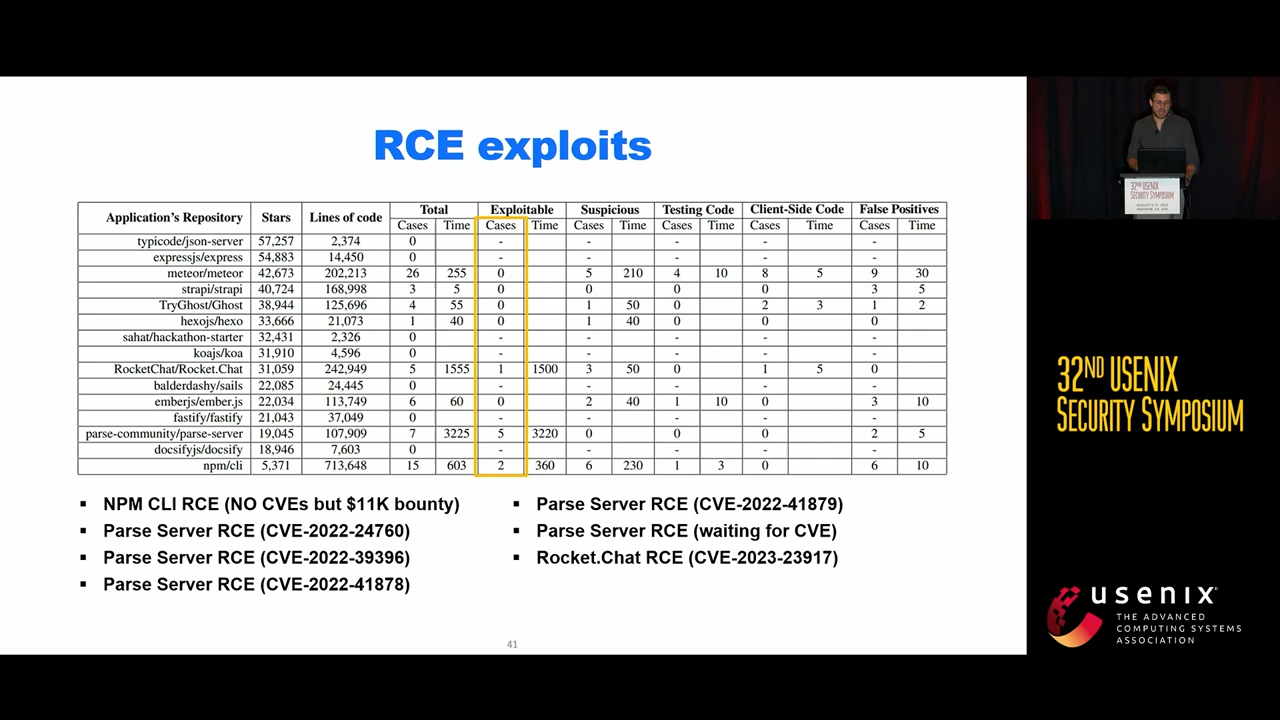 RCE exploits
Application's Repository Stars Lines of code Total Exploitable Suspicious Testing Code Client-Side Code False Positives
Cases Time Cases Time Cases Time Cases Time Cases Time Cases Time
typicode/json-server 57,257 2,374 0 - - - - -
expressjs/express 54,883 14,450 0 - - - - -
meteor/meteor 42,673 202,213 26 255 0 5 210 4 10 8 5 9 30
strapi/strapi 40,724 168,998 3 5 0 0 0 0 3 5
TryGhost/Ghost 38,944 125,696 4 55 0 1 50 0 2 3 1 2
hexojs/hexo 33,666 21,073 1 40 0 1 40 0 0 0
sahat/hackathon-starter 32,431 2,326 0 - - - - -
koajs/koa 31,910 4,596 0 - - - - -
RocketChat/Rocket.Chat 31,059 242,949 5 1555 1 1500 3 50 0 1 5 0
balderdashy/sails 22,085 24,445 0 - - - - -
emberjs/ember.js 22,034 113,749 6 60 0 2 40 1 10 0 3 10
fastify/fastify 21,043 37,049 0 - - - - -
parse-community/parse-server 19,045 107,909 7 3225 5 3220 0 0 0 2 5
docsifyjs/docsify 18,946 7,603 0 - - - - -
npm/cli 5,371 713,648 15 603 2 360 6 230 1 3 0 6 10
▪ NPM CLI RCE (NO CVEs but $11K bounty)
▪ Parse Server RCE (CVE-2022-24760)
▪ Parse Server RCE (CVE-2022-39396)
▪ Parse Server RCE (CVE-2022-41878)
▪ Parse Server RCE (CVE-2022-41879)
▪ Parse Server RCE (waiting for CVE)
▪ Rocket.Chat RCE (CVE-2023-23917)
41
32ND USENIX
SECURITY SYMPOSIUM
32ND USENIX
SECURITY SYMPOSIUM
usenix
THE ADVANCED
COMPUTING SYSTEMS
ASSOCIATION